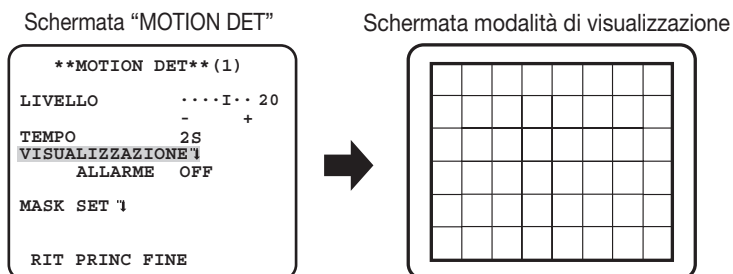 Schermata “MOTION DET”
Schermata modalità di visualizzazione
**MOTION DET**(1)
LIVELLO ····I·· 20
- +
TEMPO 2S
VISUALIZZAZIONE
ALLARME OFF
MASK SET
RIT PRINC FINE